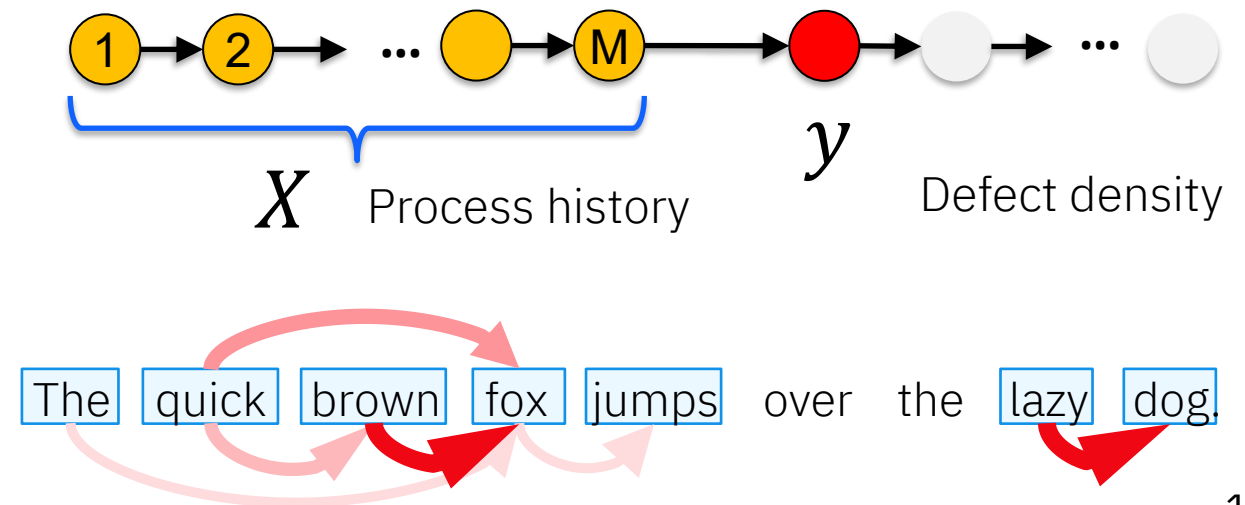 1 2 ... M ...
X Process history y Defect density
The quick brown fox jumps over the lazy dog.
1